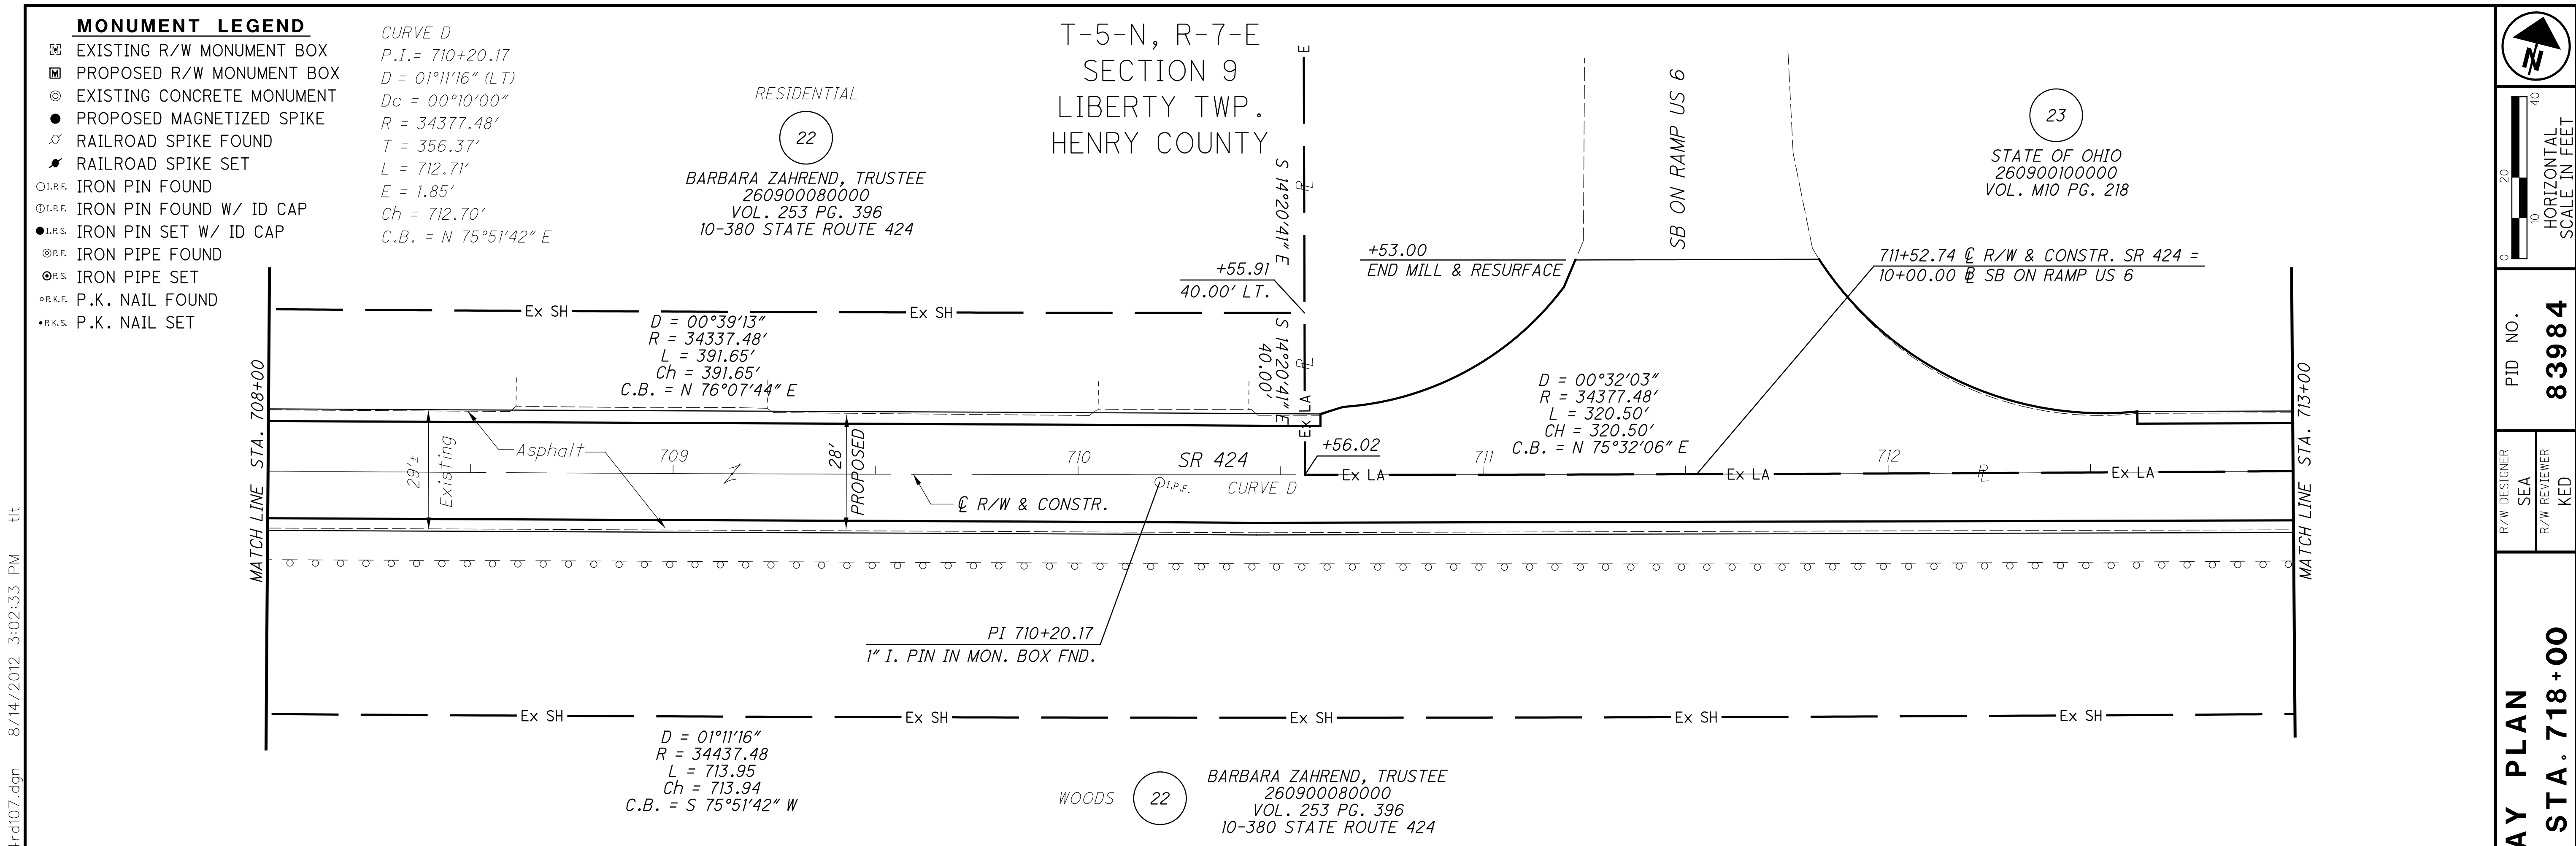 MONUMENT LEGEND
EXISTING R/W MONUMENT BOX
PROPOSED R/W MONUMENT BOX
EXISTING CONCRETE MONUMENT
PROPOSED MAGNETIZED SPIKE
RAILROAD SPIKE FOUND
RAILROAD SPIKE SET
I.P.F. IRON PIN FOUND
I.P.F. IRON PIN FOUND W/ ID CAP
I.P.S. IRON PIN SET W/ ID CAP
P.F. IRON PIPE FOUND
P.S. IRON PIPE SET
P.K.F. P.K. NAIL FOUND
P.K.S. P.K. NAIL SET
CURVE D
P.I.= 710+20.17
D = 01°11'16" (LT)
Dc = 00°10'00"
R = 34377.48'
T = 356.37'
L = 712.71'
E = 1.85'
Ch = 712.70'
C.B. = N 75°51'42" E
RESIDENTIAL
22
BARBARA ZAHREND, TRUSTEE
260900080000
VOL. 253 PG. 396
10-380 STATE ROUTE 424
T-5-N, R-7-E
SECTION 9
LIBERTY TWP.
HENRY COUNTY
E
S 14°20'41" E
℄
SB ON RAMP US 6
23
STATE OF OHIO
260900100000
VOL. M10 PG. 218
+55.91
40.00' LT.
+53.00
END MILL & RESURFACE
711+52.74 ℄ R/W & CONSTR. SR 424 =
10+00.00 B SB ON RAMP US 6
Ex SH
Ex SH
D = 00°39'13"
R = 34337.48'
L = 391.65'
Ch = 391.65'
C.B. = N 76°07'44" E
S 14°20'41" E
40.00'
PL
Ex LA
D = 00°32'03"
R = 34377.48'
L = 320.50'
CH = 320.50'
C.B. = N 75°32'06" E
MATCH LINE STA. 708+00
29'±
Existing
Asphalt
709
28'
PROPOSED
710
SR 424
+56.02
711
712
Ex LA
Ex LA
PL
Ex LA
I.P.F.
CURVE D
℄ R/W & CONSTR.
MATCH LINE STA. 713+00
PI 710+20.17
1" I. PIN IN MON. BOX FND.
Ex SH
Ex SH
Ex SH
Ex SH
Ex SH
D = 01°11'16"
R = 34437.48
L = 713.95
Ch = 713.94
C.B. = S 75°51'42" W
WOODS
22
BARBARA ZAHREND, TRUSTEE
260900080000
VOL. 253 PG. 396
10-380 STATE ROUTE 424
N
0 10 20 40
HORIZONTAL
SCALE IN FEET
PID NO.
83984
R/W DESIGNER
SEA
R/W REVIEWER
KED
AY PLAN
STA. 718+00
rd107.dgn 8/14/2012 3:02:33 PM tlt